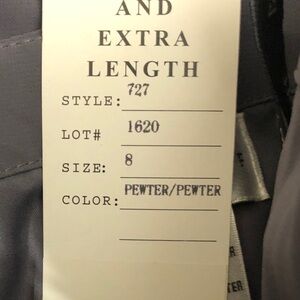 AND
EXTRA
LENGTH
STYLE: 727
LOT# 1620
SIZE: 8
COLOR: PEWTER/PEWTER